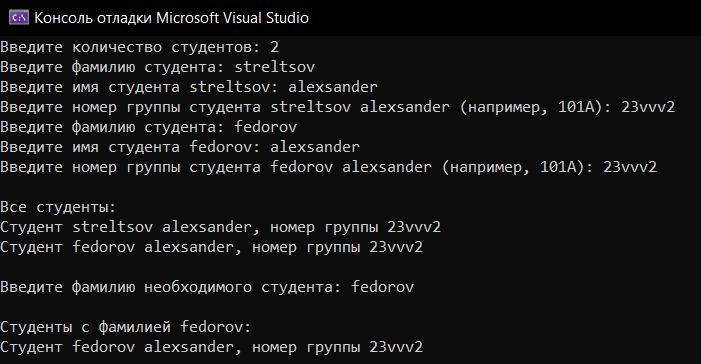 C:\ Консоль отладки Microsoft Visual Studio
Введите количество студентов: 2
Введите фамилию студента: streltsov
Введите имя студента streltsov: alexsander
Введите номер группы студента streltsov alexsander (например, 101А): 23vvv2
Введите фамилию студента: fedorov
Введите имя студента fedorov: alexsander
Введите номер группы студента fedorov alexsander (например, 101А): 23vvv2
Все студенты:
Студент streltsov alexsander, номер группы 23vvv2
Студент fedorov alexsander, номер группы 23vvv2
Введите фамилию необходимого студента: fedorov
Студенты с фамилией fedorov:
Студент fedorov alexsander, номер группы 23vvv2